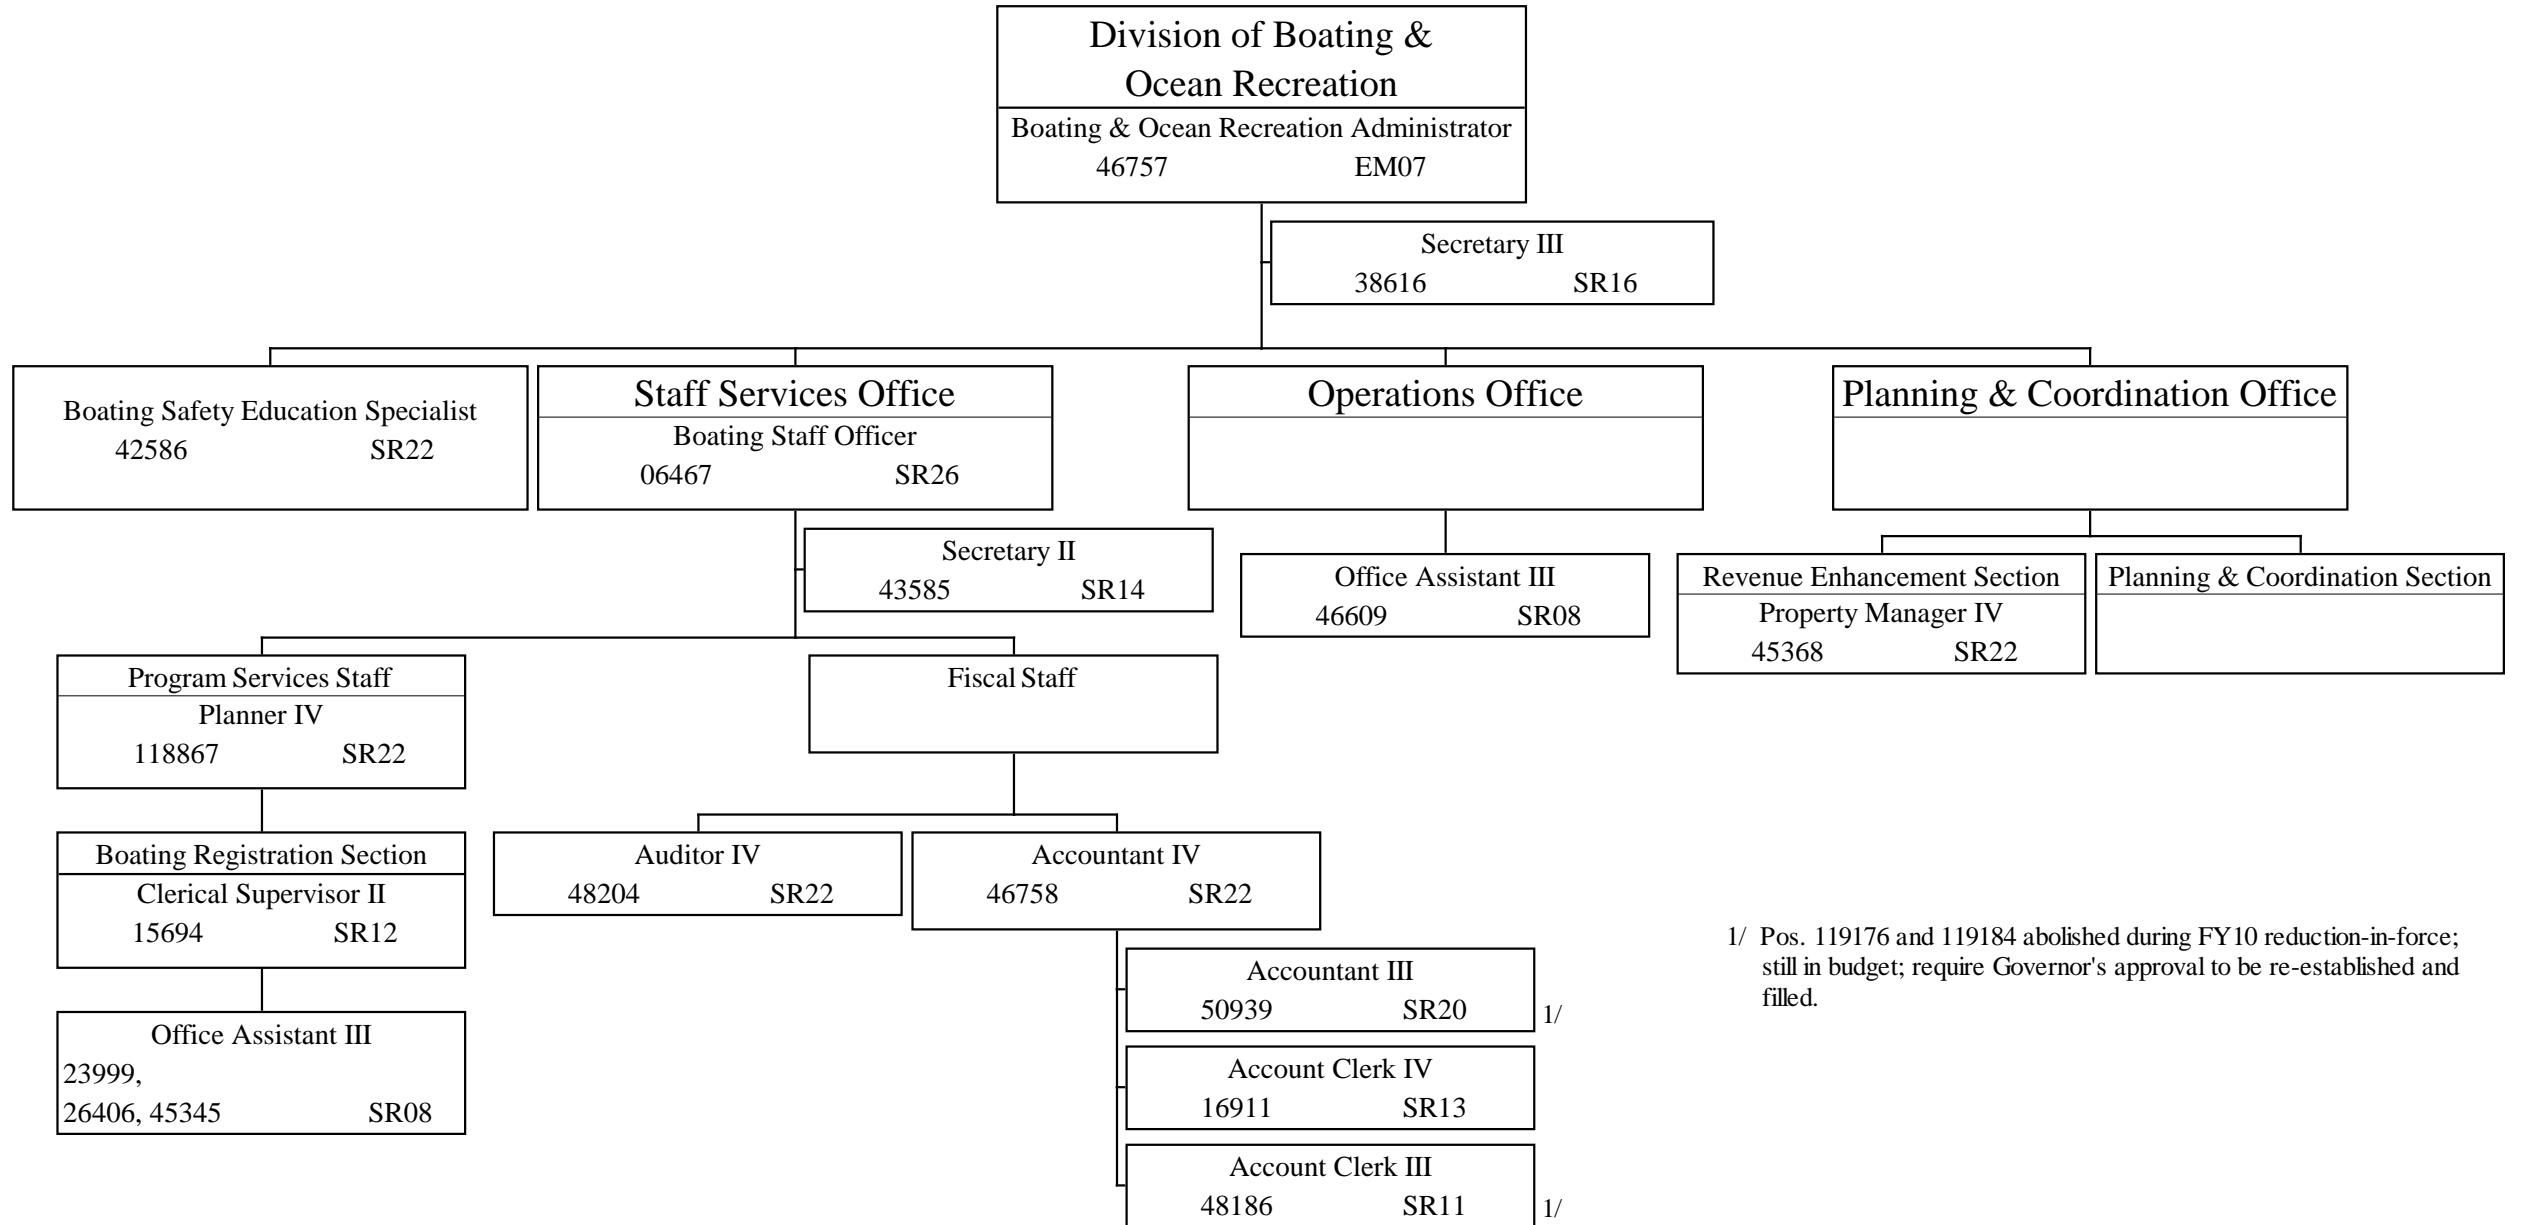 Division of Boating &
Ocean Recreation
Boating & Ocean Recreation Administrator
46757 EM07
Secretary III
38616 SR16
Boating Safety Education Specialist
42586 SR22
Staff Services Office
Boating Staff Officer
06467 SR26
Operations Office
Planning & Coordination Office
Secretary II
43585 SR14
Office Assistant III
46609 SR08
Revenue Enhancement Section
Property Manager IV
45368 SR22
Planning & Coordination Section
Program Services Staff
Planner IV
118867 SR22
Fiscal Staff
Boating Registration Section
Clerical Supervisor II
15694 SR12
Auditor IV
48204 SR22
Accountant IV
46758 SR22
Office Assistant III
23999,
26406, 45345 SR08
Accountant III
50939 SR20 1/
Account Clerk IV
16911 SR13
Account Clerk III
48186 SR11 1/
1/ Pos. 119176 and 119184 abolished during FY10 reduction-in-force;
still in budget; require Governor's approval to be re-established and
filled.